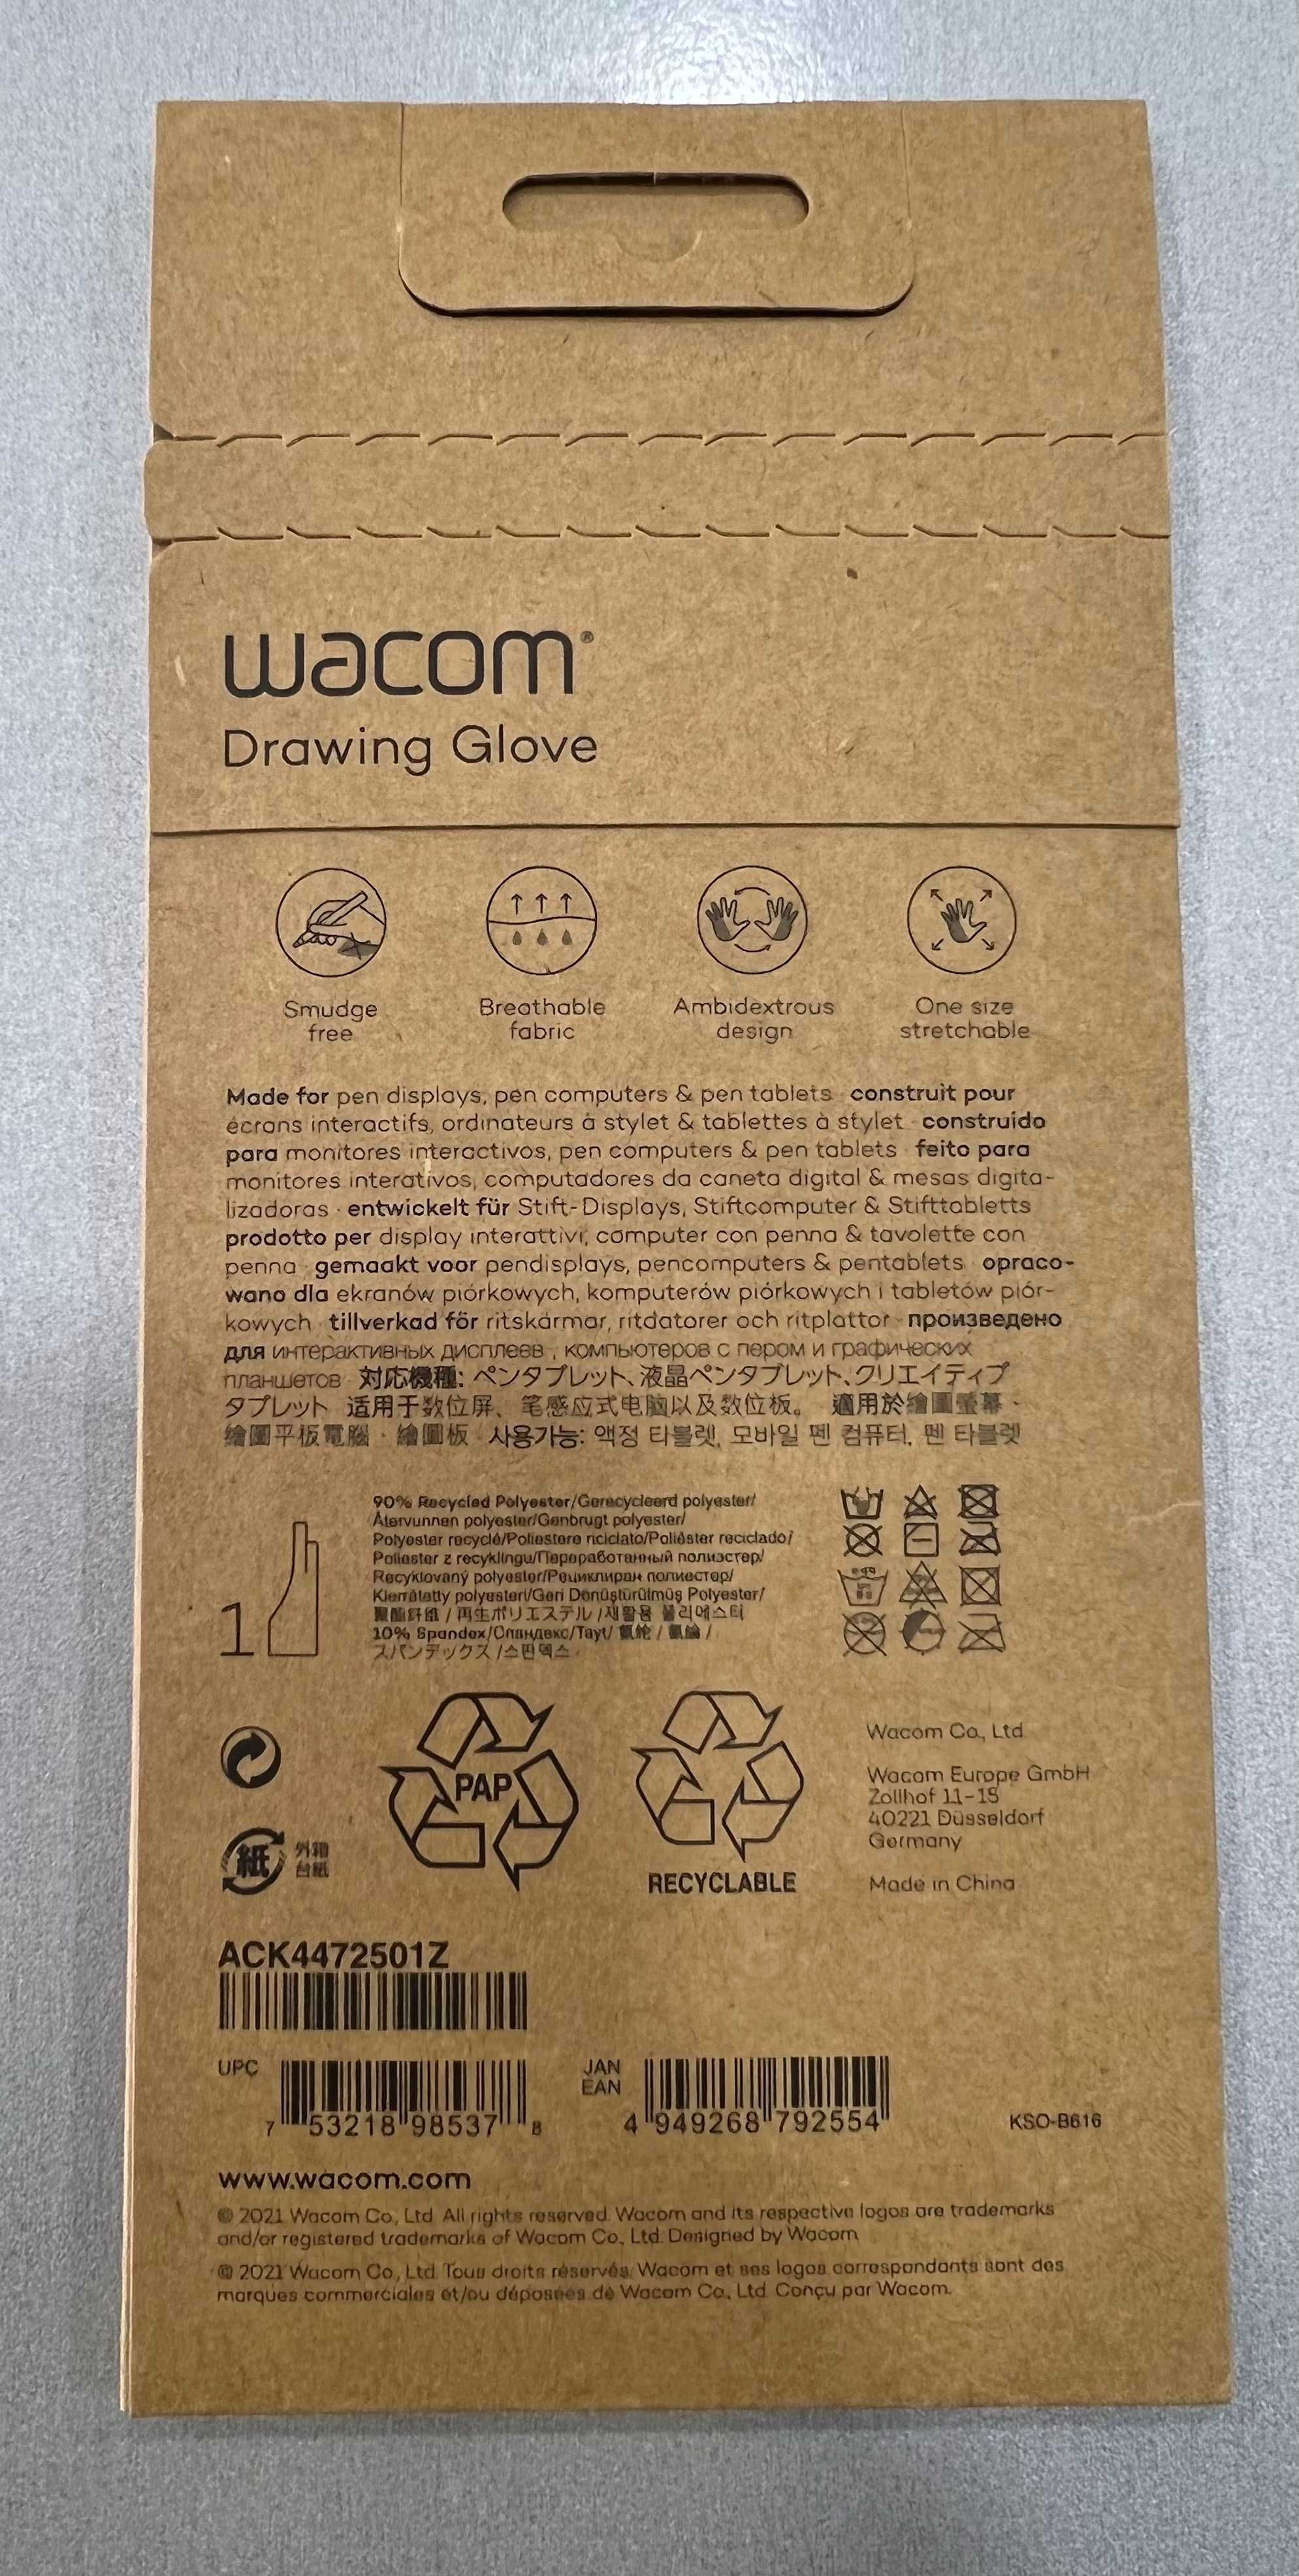 wacom®
Drawing Glove
Smudge
free
Breathable
fabric
Ambidextrous
design
One size
stretchable
Made for pen displays, pen computers & pen tablets · construit pour
écrans interactifs, ordinateurs à stylet & tablettes à stylet · construido
para monitores interactivos, pen computers & pen tablets · feito para
monitores interativos, computadores da caneta digital & mesas digita-
lizadoras · entwickelt für Stift-Displays, Stiftcomputer & Stifttabletts
prodotto per display interattivi, computer con penna & tavolette con
penna · gemaakt voor pendisplays, pencomputers & pentablets · opraco-
wano dla ekranów piórkowych, komputerów piórkowych i tabletów piór-
kowych · tillverkad för ritskärmar, ritdatorer och ritplattor · произведено
для интерактивных дисплеев , компьютеров с пером и графических
планшетов · 対応機種: ペンタブレット、液晶ペンタブレット、クリエイティブ
タブレット 适用于数位屏、笔感应式电脑以及数位板。 適用於繪圖螢幕 ·
繪圖平板電腦 · 繪圖板 · 사용가능: 액정 타블렛, 모바일 펜 컴퓨터, 펜 타블렛
1
90% Recycled Polyester/Gerecycleerd polyester/
Återvunnen polyester/Genbrugt polyester/
Polyester recyclé/Poliestere riciclato/Poliéster reciclado/
Poliester z recyklingu/Переработанный полиэстер/
Recyklovaný polyester/Рециклиран полиестер/
Kierrätetty polyesteri/Geri Dönüştürülmüş Polyester/
聚酯纤维 / 再生ポリエステル /재활용 폴리에스터
10% Spandex/Спандекс/Tayt/ 氨纶 / 氨綸 /
スパンデックス /스판덱스
PAP
RECYCLABLE
紙
外箱
台紙
Wacom Co., Ltd.
Wacom Europe GmbH
Zollhof 11-15
40221 Düsseldorf
Germany
Made in China
ACK4472501Z
UPC
7 53218 98537 8
JAN
EAN
4 949268 792554
KSO-B616
www.wacom.com
© 2021 Wacom Co., Ltd. All rights reserved. Wacom and its respective logos are trademarks
and/or registered trademarks of Wacom Co., Ltd. Designed by Wacom
© 2021 Wacom Co., Ltd. Tous droits réservés. Wacom et ses logos correspondants sont des
marques commerciales et/ou déposées de Wacom Co., Ltd. Conçu par Wacom.